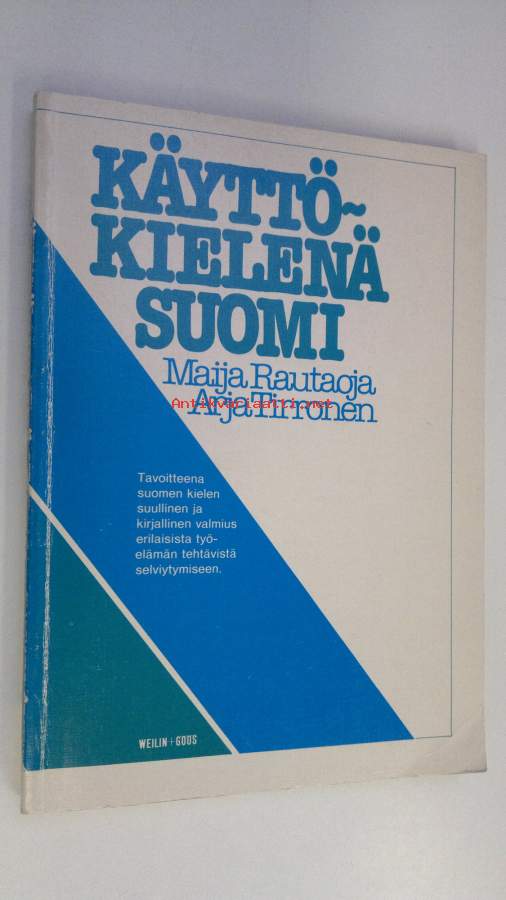 KÄYTTÖ~
KIELENÄ
SUOMI
Maija Rautaoja
Arja Tirronen
Antikvariaatti.net
Tavoitteena
suomen kielen
suullinen ja
kirjallinen valmius
erilaisista työ-
elämän tehtävistä
selviytymiseen.
WEILIN+GÖÖS